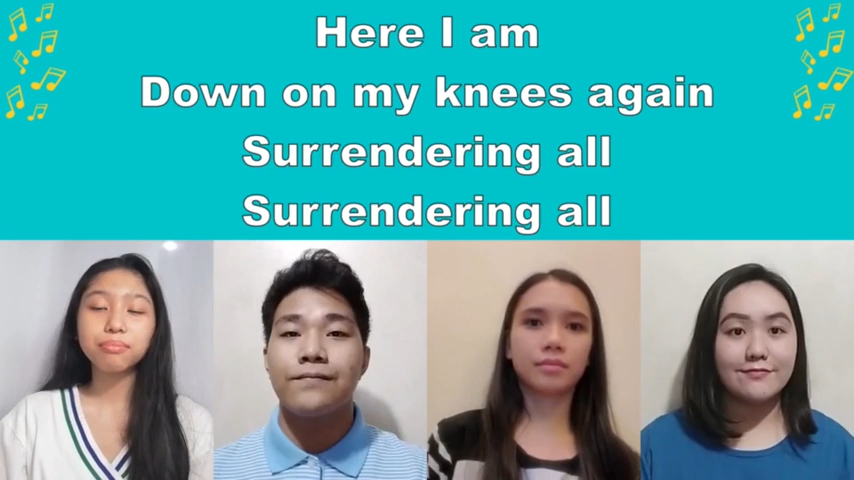 Here I am
Down on my knees again
Surrendering all
Surrendering all